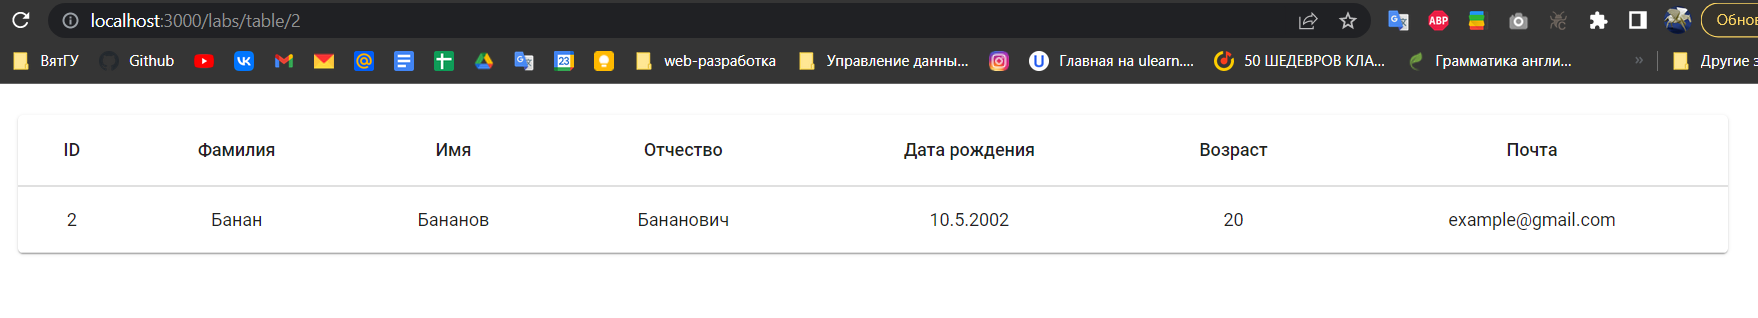 localhost:3000/labs/table/2
ABP
Обнов
ВятГУ
Github
23
web-разработка
Управление данны...
U
Главная на ulearn....
50 ШЕДЕВРОВ КЛА...
Грамматика англи...
»
Другие з
ID Фамилия Имя Отчество Дата рождения Возраст Почта
2 Банан Бананов Бананович 10.5.2002 20 example@gmail.com